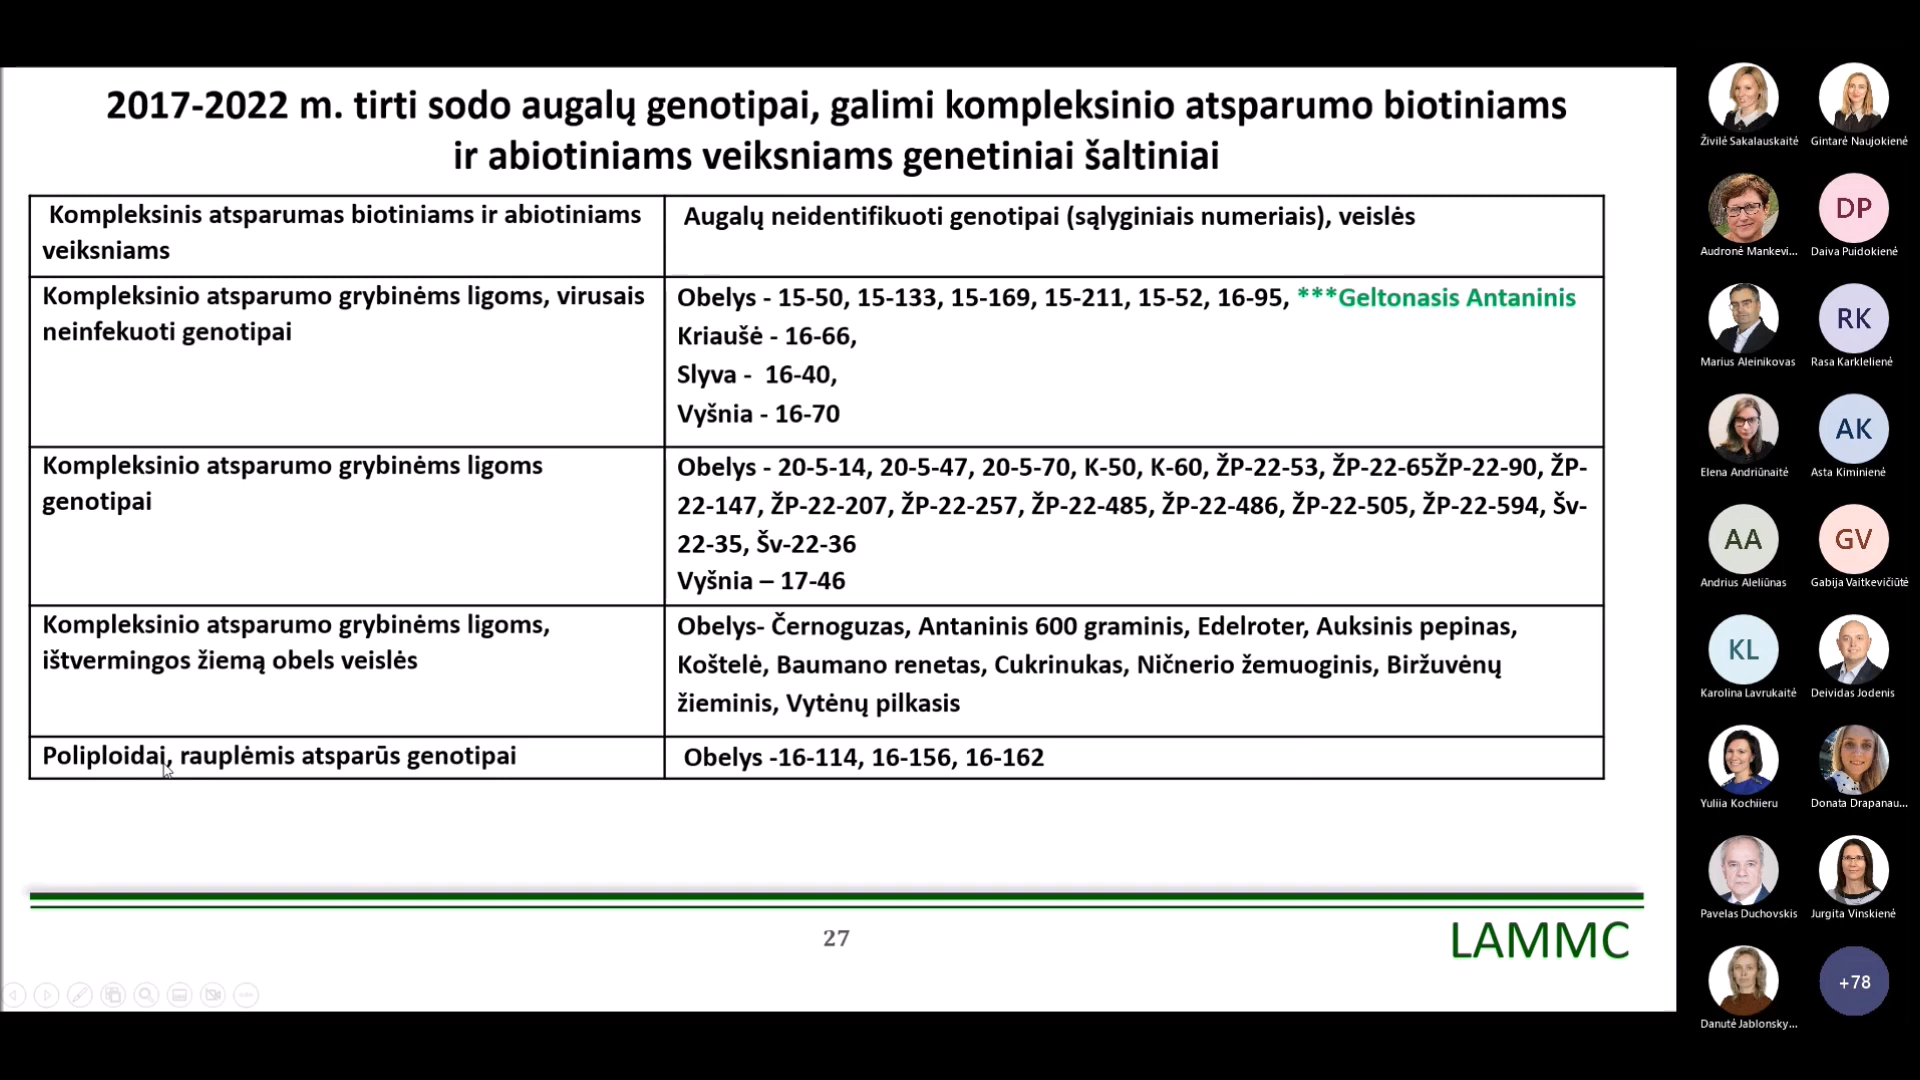 2017-2022 m. tirti sodo augalų genotipai, galimi kompleksinio atsparumo biotiniams
ir abiotiniams veiksniams genetiniai šaltiniai
Kompleksinis atsparumas biotiniams ir abiotiniams
veiksniams
Augalų neidentifikuoti genotipai (sąlyginiais numeriais), veislės
Kompleksinio atsparumo grybinėms ligoms, virusais
neinfekuoti genotipai
Obelys - 15-50, 15-133, 15-169, 15-211, 15-52, 16-95, ***Geltonasis Antaninis
Kriaušė - 16-66,
Slyva - 16-40,
Vyšnia - 16-70
Kompleksinio atsparumo grybinėms ligoms
genotipai
Obelys - 20-5-14, 20-5-47, 20-5-70, K-50, K-60, ŽP-22-53, ŽP-22-65ŽP-22-90, ŽP-
22-147, ŽP-22-207, ŽP-22-257, ŽP-22-485, ŽP-22-486, ŽP-22-505, ŽP-22-594, Šv-
22-35, Šv-22-36
Vyšnia – 17-46
Kompleksinio atsparumo grybinėms ligoms,
ištvermingos žiemą obels veislės
Obelys- Černoguzas, Antaninis 600 graminis, Edelroter, Auksinis pepinas,
Koštelė, Baumano renetas, Cukrinukas, Ničnerio žemuoginis, Biržuvėnų
žieminis, Vytėnų pilkasis
Poliploidai, rauplėmis atsparūs genotipai
Obelys -16-114, 16-156, 16-162
27
LAMMC
Živilė Sakalauskaitė
Gintarė Naujokienė
Audronė Mankevi...
DP
Daiva Puidokienė
Marius Aleinikovas
RK
Rasa Karklelienė
Elena Andriūnaitė
AK
Asta Kiminienė
AA
Andrius Aleliūnas
GV
Gabija Vaitkevičiūtė
KL
Karolina Lavrukaitė
Deividas Jodenis
Yuliia Kochiieru
Donata Drapanau...
Pavelas Duchovskis
Jurgita Vinskienė
Danutė Jablonsky...
+78